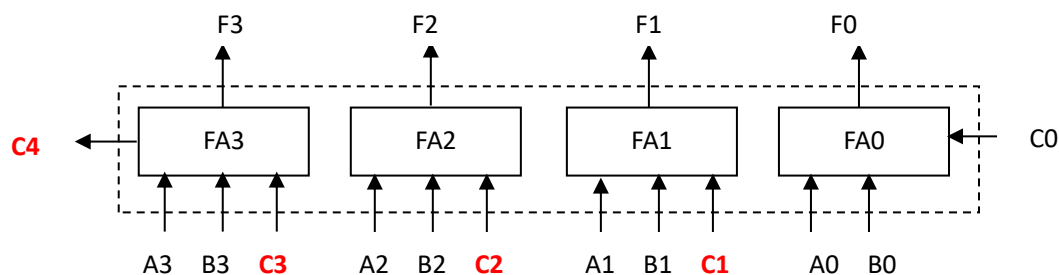 F3 F2 F1 F0
C4 FA3 FA2 FA1 FA0 C0
A3 B3 C3 A2 B2 C2 A1 B1 C1 A0 B0